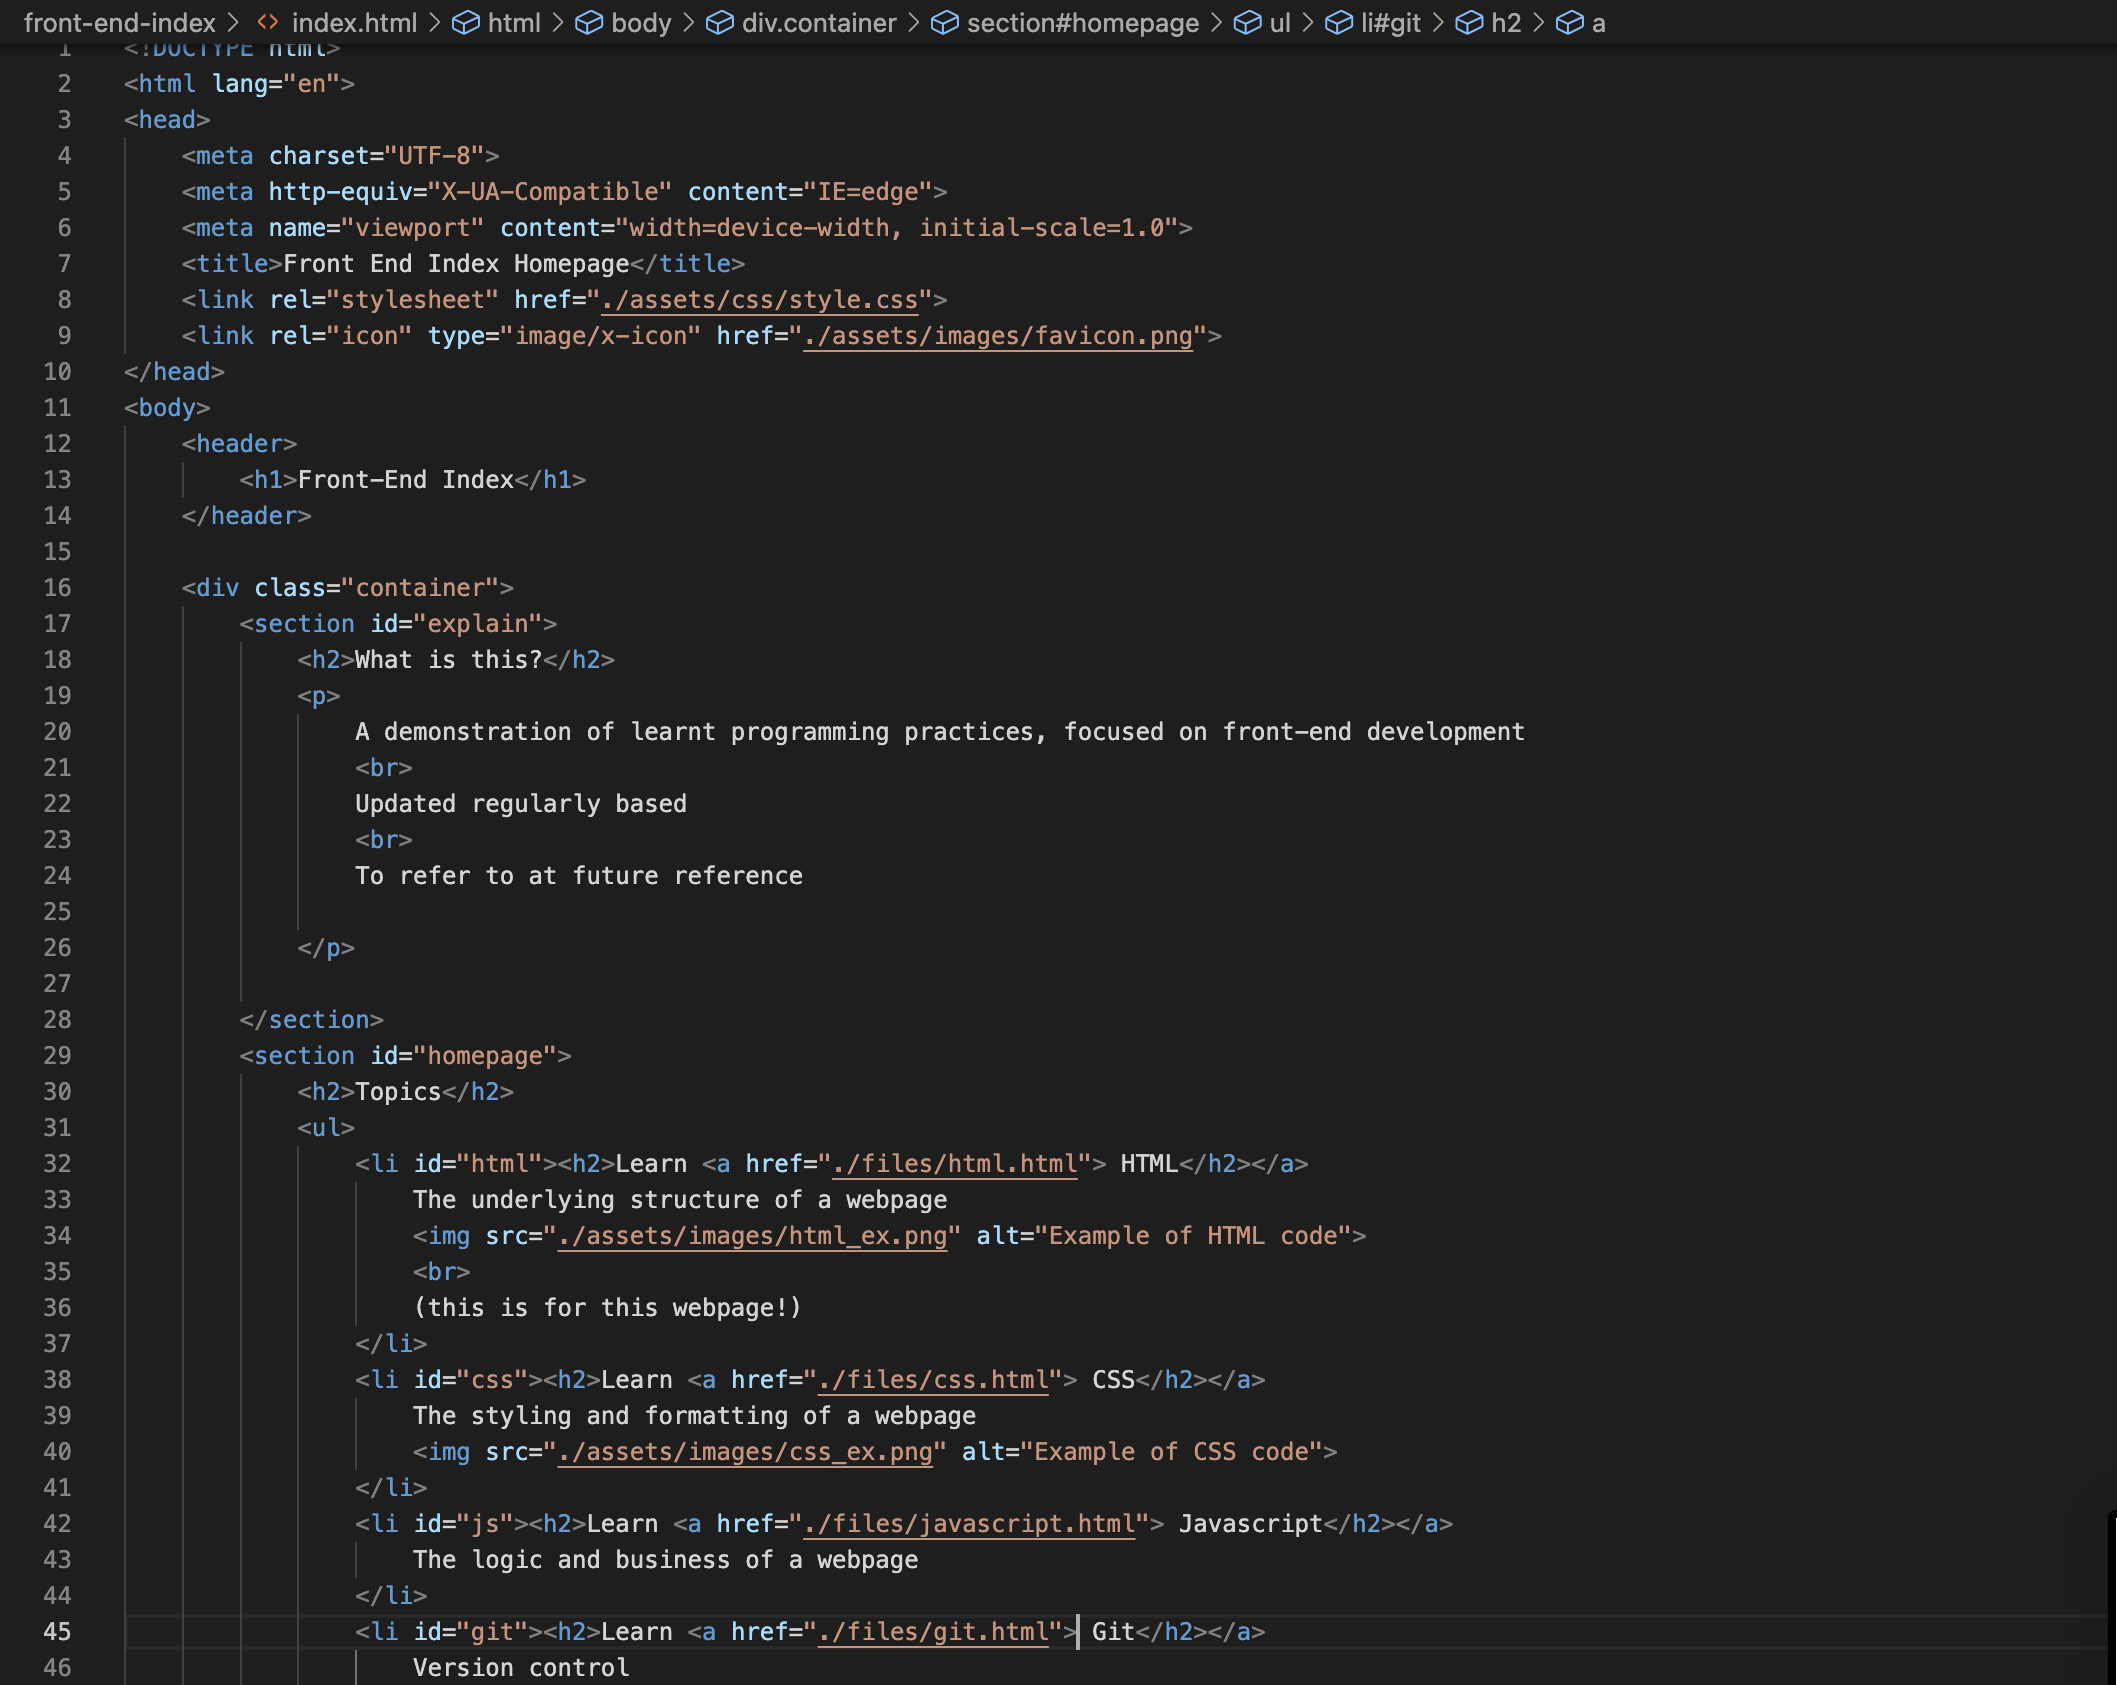 front-end-index > <> index.html > html > body > div.container > section#homepage > ul > li#git > h2 > a
1 <!DOCTYPE html>
2 <html lang="en">
3 <head>
4 <meta charset="UTF-8">
5 <meta http-equiv="X-UA-Compatible" content="IE=edge">
6 <meta name="viewport" content="width=device-width, initial-scale=1.0">
7 <title>Front End Index Homepage</title>
8 <link rel="stylesheet" href="./assets/css/style.css">
9 <link rel="icon" type="image/x-icon" href="./assets/images/favicon.png">
10 </head>
11 <body>
12 <header>
13 <h1>Front-End Index</h1>
14 </header>
15
16 <div class="container">
17 <section id="explain">
18 <h2>What is this?</h2>
19 <p>
20 A demonstration of learnt programming practices, focused on front-end development
21 <br>
22 Updated regularly based
23 <br>
24 To refer to at future reference
25
26 </p>
27
28 </section>
29 <section id="homepage">
30 <h2>Topics</h2>
31 <ul>
32 <li id="html"><h2>Learn <a href="./files/html.html"> HTML</h2></a>
33 The underlying structure of a webpage
34 <img src="./assets/images/html_ex.png" alt="Example of HTML code">
35 <br>
36 (this is for this webpage!)
37 </li>
38 <li id="css"><h2>Learn <a href="./files/css.html"> CSS</h2></a>
39 The styling and formatting of a webpage
40 <img src="./assets/images/css_ex.png" alt="Example of CSS code">
41 </li>
42 <li id="js"><h2>Learn <a href="./files/javascript.html"> Javascript</h2></a>
43 The logic and business of a webpage
44 </li>
45 <li id="git"><h2>Learn <a href="./files/git.html"> Git</h2></a>
46 Version control